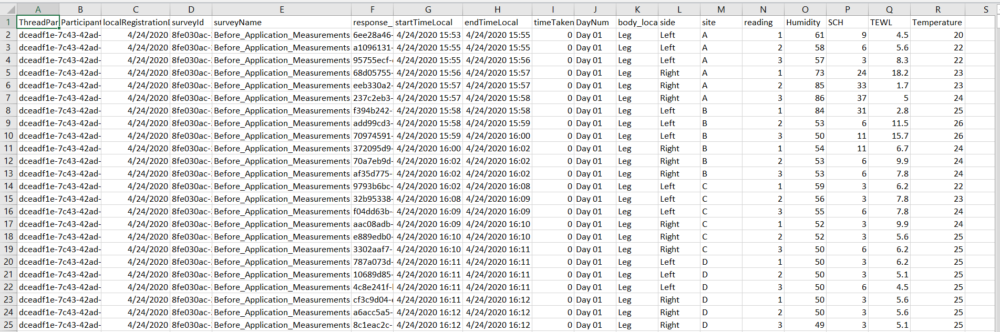 A B C D E F G H I J K L M N O P Q R S
1 ThreadPar Participant localRegistrationD surveyId surveyName response_ startTimeLocal endTimeLocal timeTaken DayNum body_loca side site reading Humidity SCH TEWL Temperature
2 dceadf1e-7c43-42ad- 4/24/2020 8fe030ac- Before_Application_Measurements 6ee28a46- 4/24/2020 15:53 4/24/2020 15:55 0 Day 01 Leg Left A 1 61 9 4.5 20
3 dceadf1e-7c43-42ad- 4/24/2020 8fe030ac- Before_Application_Measurements a1096131- 4/24/2020 15:55 4/24/2020 15:55 0 Day 01 Leg Left A 2 58 6 5.6 22
4 dceadf1e-7c43-42ad- 4/24/2020 8fe030ac- Before_Application_Measurements 95755ecf- 4/24/2020 15:55 4/24/2020 15:56 0 Day 01 Leg Left A 3 57 3 8.3 22
5 dceadf1e-7c43-42ad- 4/24/2020 8fe030ac- Before_Application_Measurements 68d05755- 4/24/2020 15:56 4/24/2020 15:57 0 Day 01 Leg Right A 1 73 24 18.2 23
6 dceadf1e-7c43-42ad- 4/24/2020 8fe030ac- Before_Application_Measurements eeb330a2- 4/24/2020 15:57 4/24/2020 15:57 0 Day 01 Leg Right A 2 85 33 1.7 23
7 dceadf1e-7c43-42ad- 4/24/2020 8fe030ac- Before_Application_Measurements 237c2eb3- 4/24/2020 15:57 4/24/2020 15:58 0 Day 01 Leg Right A 3 86 37 5 24
8 dceadf1e-7c43-42ad- 4/24/2020 8fe030ac- Before_Application_Measurements f394b242- 4/24/2020 15:58 4/24/2020 15:58 0 Day 01 Leg Left B 1 84 31 2.8 25
9 dceadf1e-7c43-42ad- 4/24/2020 8fe030ac- Before_Application_Measurements add99cd3- 4/24/2020 15:58 4/24/2020 15:59 0 Day 01 Leg Left B 2 53 6 11.5 26
10 dceadf1e-7c43-42ad- 4/24/2020 8fe030ac- Before_Application_Measurements 70974591- 4/24/2020 15:59 4/24/2020 16:00 0 Day 01 Leg Left B 3 50 11 15.7 26
11 dceadf1e-7c43-42ad- 4/24/2020 8fe030ac- Before_Application_Measurements 372095d9- 4/24/2020 16:00 4/24/2020 16:02 0 Day 01 Leg Right B 1 54 11 6.7 24
12 dceadf1e-7c43-42ad- 4/24/2020 8fe030ac- Before_Application_Measurements 70a7eb9d- 4/24/2020 16:02 4/24/2020 16:02 0 Day 01 Leg Right B 2 53 6 9.9 24
13 dceadf1e-7c43-42ad- 4/24/2020 8fe030ac- Before_Application_Measurements af35d775- 4/24/2020 16:02 4/24/2020 16:02 0 Day 01 Leg Right B 3 53 6 7.8 24
14 dceadf1e-7c43-42ad- 4/24/2020 8fe030ac- Before_Application_Measurements 9793b6bc- 4/24/2020 16:02 4/24/2020 16:08 0 Day 01 Leg Left C 1 59 3 6.2 22
15 dceadf1e-7c43-42ad- 4/24/2020 8fe030ac- Before_Application_Measurements 32b95338- 4/24/2020 16:08 4/24/2020 16:09 0 Day 01 Leg Left C 2 56 3 7.8 23
16 dceadf1e-7c43-42ad- 4/24/2020 8fe030ac- Before_Application_Measurements f04dd63b- 4/24/2020 16:09 4/24/2020 16:09 0 Day 01 Leg Left C 3 55 6 7.8 24
17 dceadf1e-7c43-42ad- 4/24/2020 8fe030ac- Before_Application_Measurements aac08adb- 4/24/2020 16:09 4/24/2020 16:10 0 Day 01 Leg Right C 1 52 3 9.9 24
18 dceadf1e-7c43-42ad- 4/24/2020 8fe030ac- Before_Application_Measurements e889edb0- 4/24/2020 16:10 4/24/2020 16:10 0 Day 01 Leg Right C 2 52 3 5.6 25
19 dceadf1e-7c43-42ad- 4/24/2020 8fe030ac- Before_Application_Measurements 3302aaf7- 4/24/2020 16:10 4/24/2020 16:11 0 Day 01 Leg Right C 3 50 6 6.2 25
20 dceadf1e-7c43-42ad- 4/24/2020 8fe030ac- Before_Application_Measurements 787a073d- 4/24/2020 16:11 4/24/2020 16:11 0 Day 01 Leg Left D 1 50 3 6.2 25
21 dceadf1e-7c43-42ad- 4/24/2020 8fe030ac- Before_Application_Measurements 10689d85- 4/24/2020 16:11 4/24/2020 16:11 0 Day 01 Leg Left D 2 50 3 5.1 25
22 dceadf1e-7c43-42ad- 4/24/2020 8fe030ac- Before_Application_Measurements 4c8e241f- 4/24/2020 16:11 4/24/2020 16:11 0 Day 01 Leg Left D 3 50 6 4.5 25
23 dceadf1e-7c43-42ad- 4/24/2020 8fe030ac- Before_Application_Measurements cf3c9d04- 4/24/2020 16:11 4/24/2020 16:12 0 Day 01 Leg Right D 1 50 3 5.6 25
24 dceadf1e-7c43-42ad- 4/24/2020 8fe030ac- Before_Application_Measurements a6acc5a5- 4/24/2020 16:12 4/24/2020 16:12 0 Day 01 Leg Right D 2 50 3 5.6 25
25 dceadf1e-7c43-42ad- 4/24/2020 8fe030ac- Before_Application_Measurements 8c1eac2c- 4/24/2020 16:12 4/24/2020 16:12 0 Day 01 Leg Right D 3 49 3 5.1 25